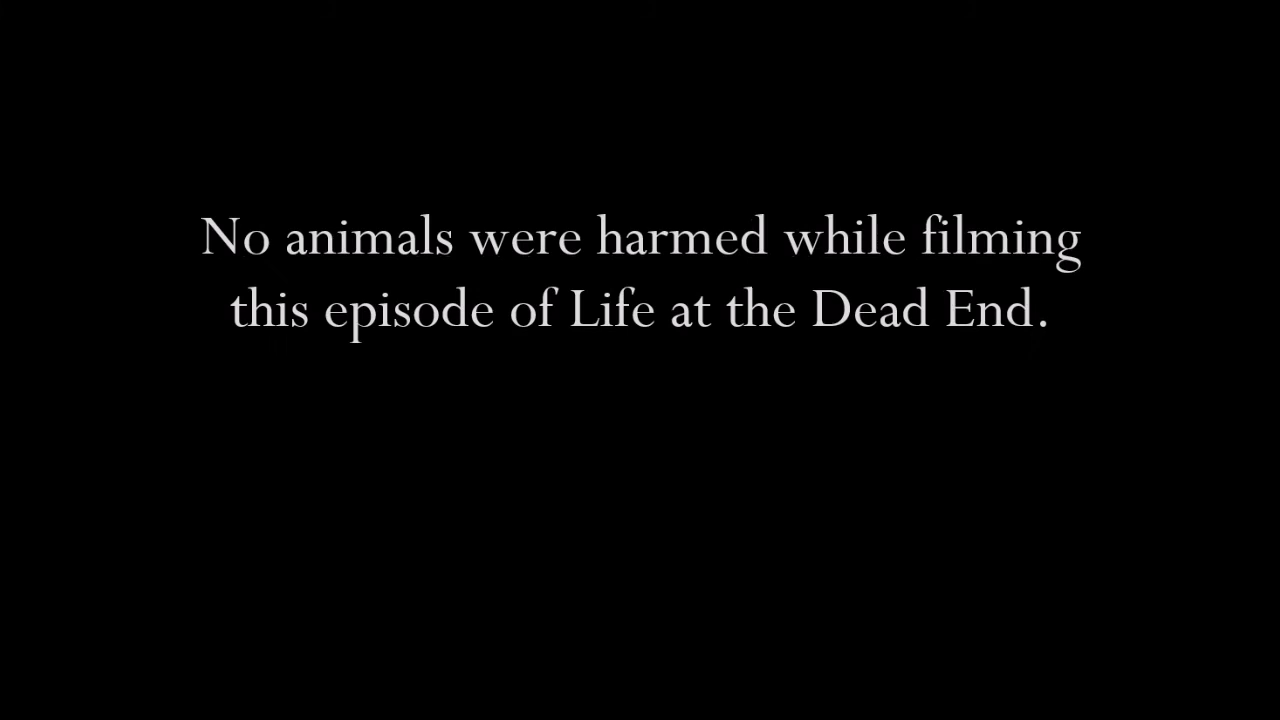 No animals were harmed while filming
this episode of Life at the Dead End.